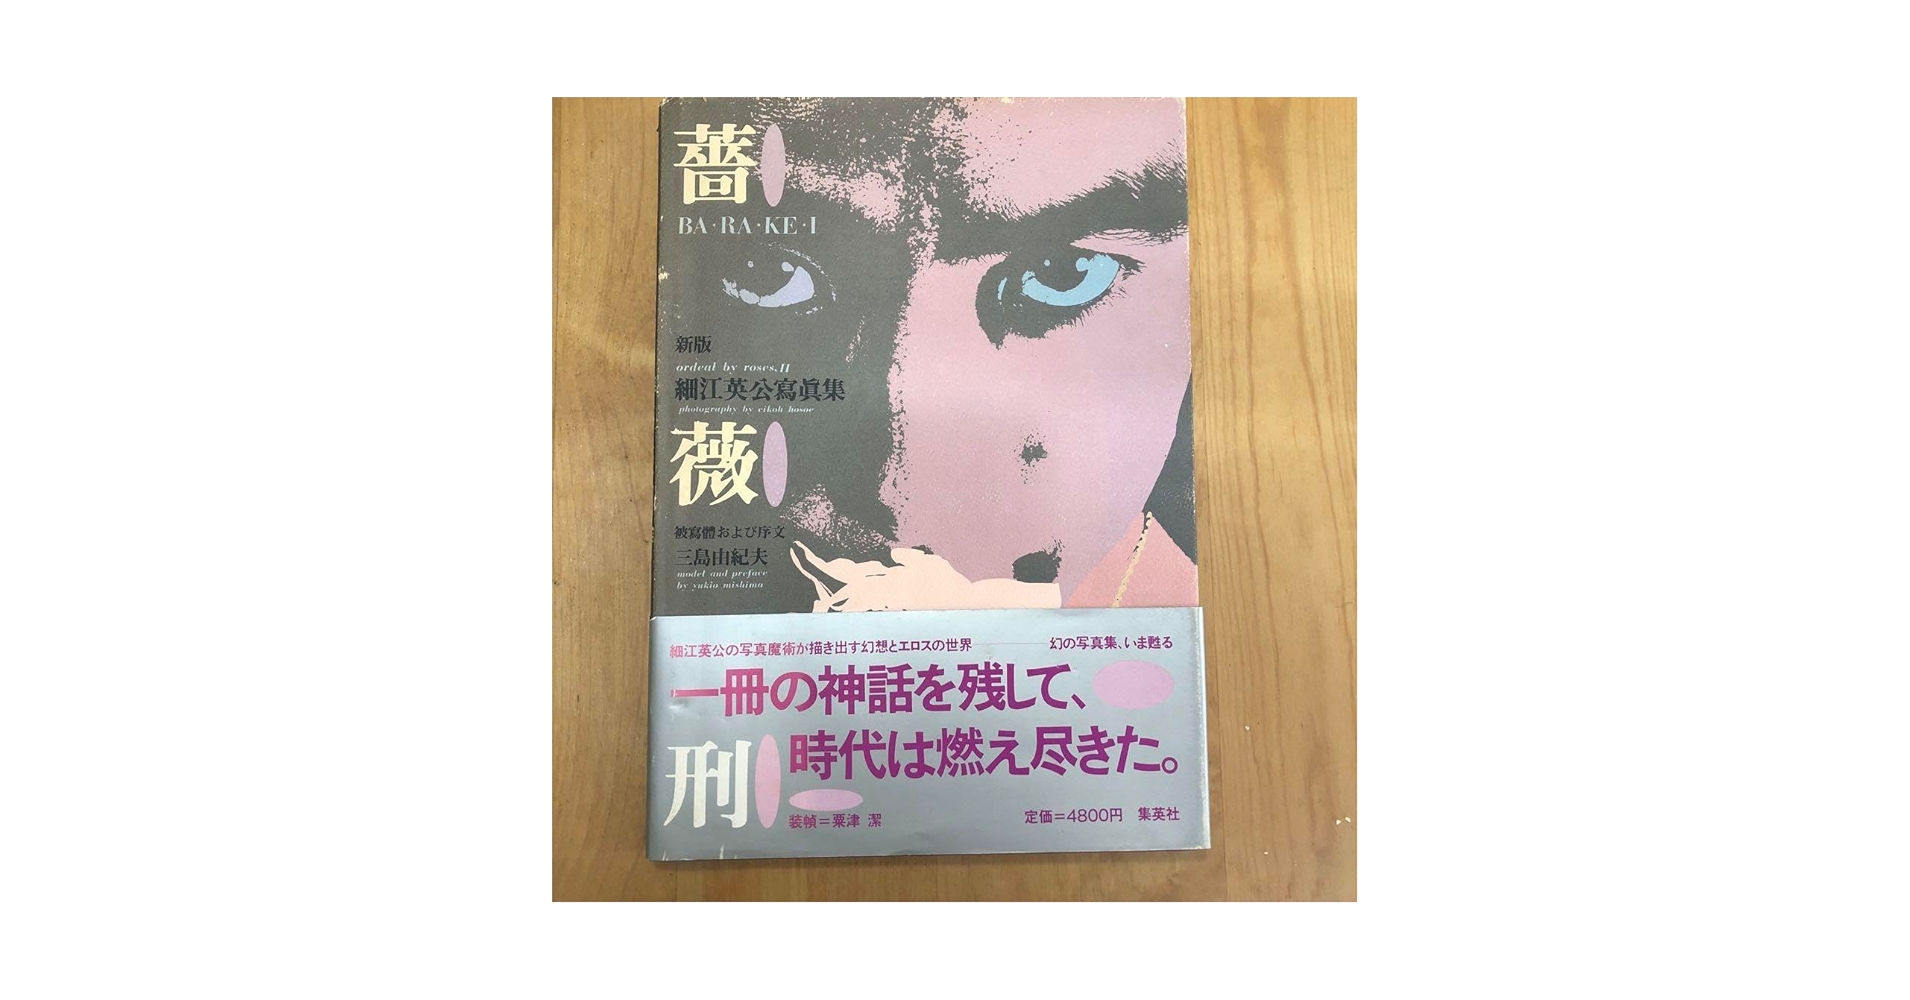 薔
BA・RA・KE・I
新版
ordeal by roses, II
細江英公寫眞集
photography by eikoh hosoe
薇
被寫體および序文
三島由紀夫
model and preface
by yukio mishima
細江英公の写真魔術が描き出す幻想とエロスの世界――幻の写真集、いま甦る
一冊の神話を残して、
時代は燃え尽きた。
刑
装幀=粟津 潔
定価=4800円 集英社